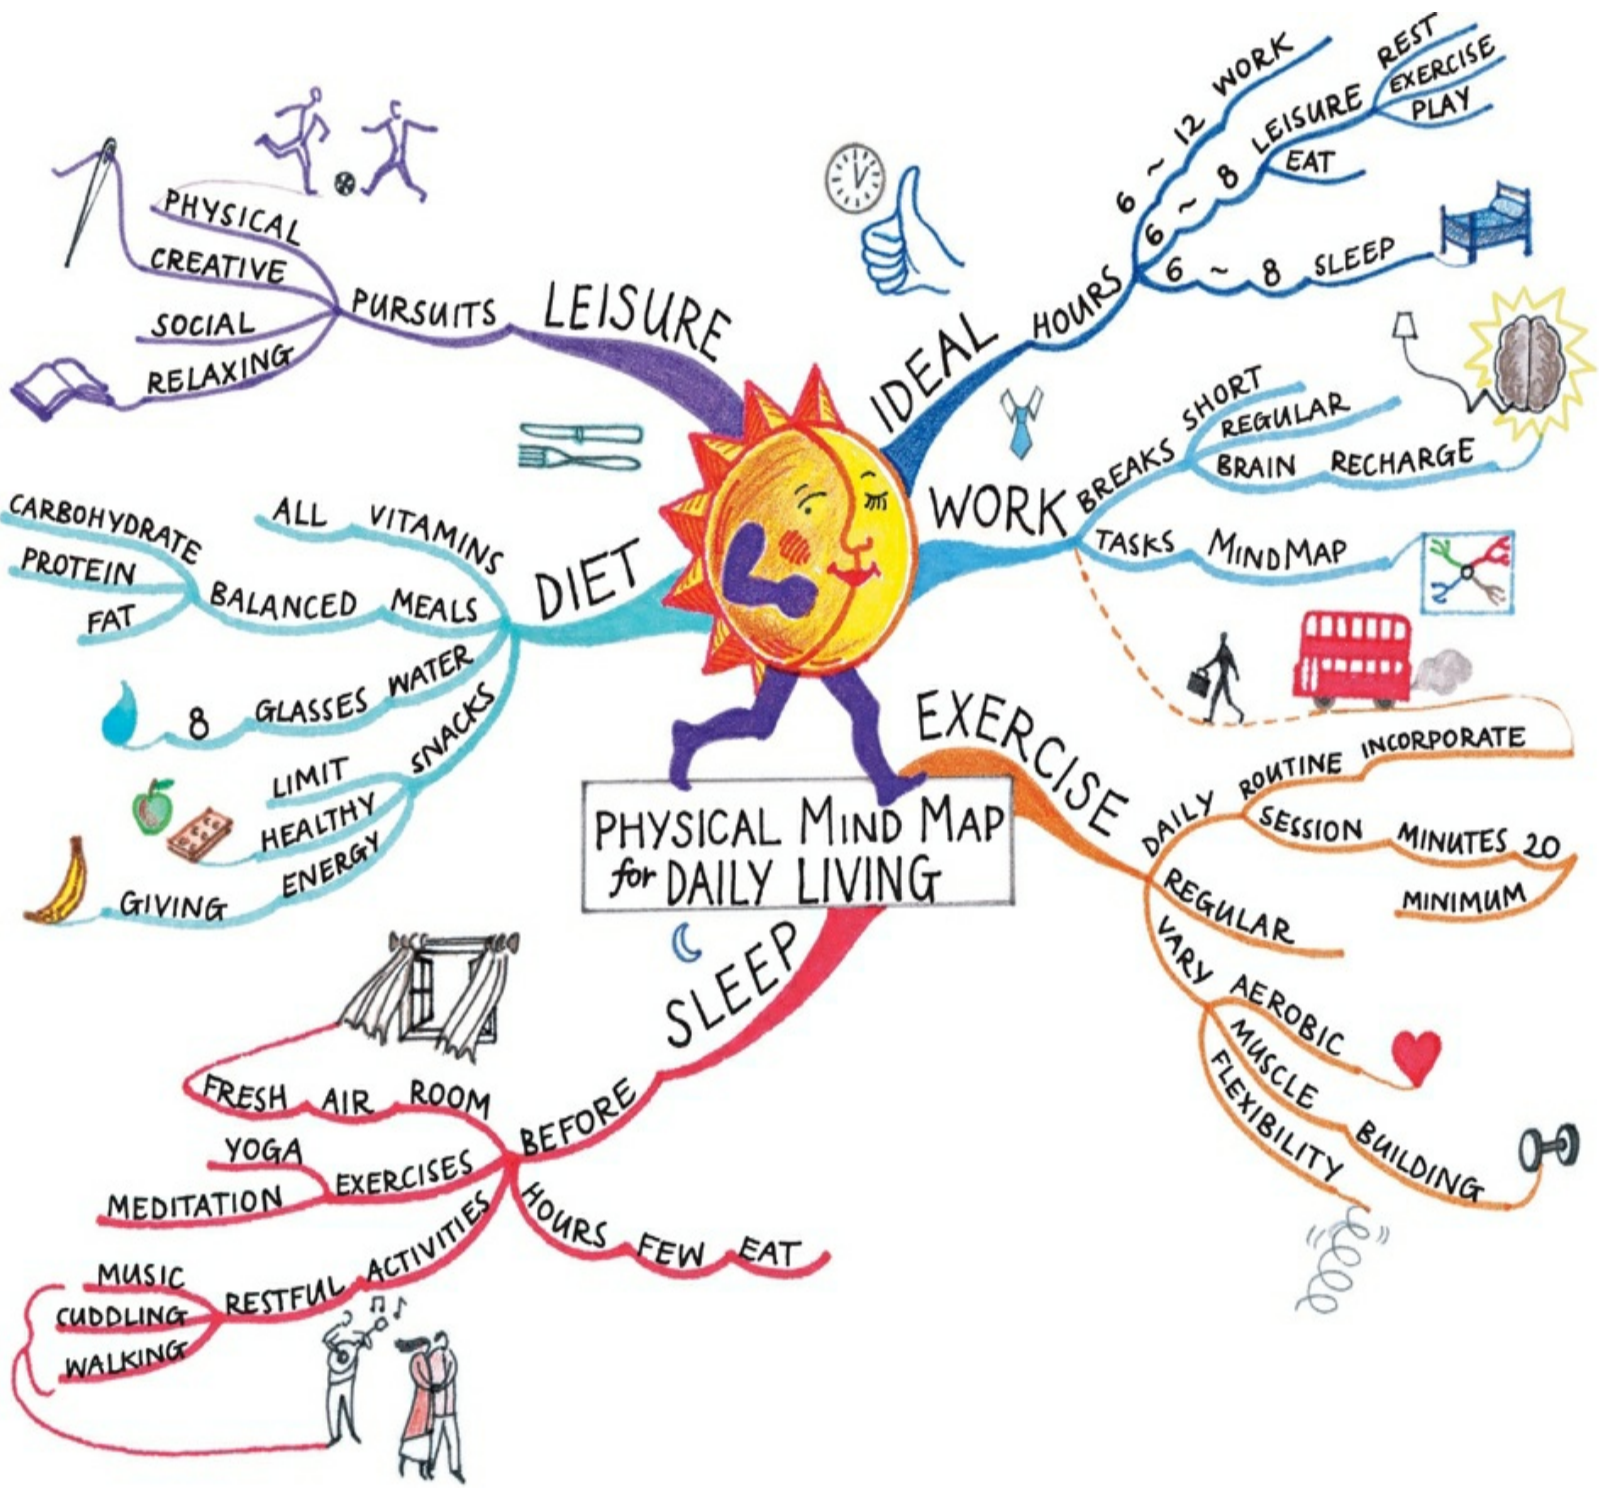 PHYSICAL MIND MAP
for DAILY LIVING
IDEAL
HOURS
6 ~ 12 WORK
6 ~ 8 LEISURE
REST
EXERCISE
PLAY
EAT
6 ~ 8 SLEEP
WORK
BREAKS
SHORT
REGULAR
BRAIN RECHARGE
TASKS MINDMAP
EXERCISE
DAILY
ROUTINE INCORPORATE
SESSION MINUTES 20
MINIMUM
REGULAR
VARY
AEROBIC
MUSCLE BUILDING
FLEXIBILITY
SLEEP
BEFORE
HOURS FEW EAT
ROOM
AIR
FRESH
EXERCISES
YOGA
MEDITATION
ACTIVITIES
RESTFUL
MUSIC
CUDDLING
WALKING
DIET
ALL VITAMINS
BALANCED MEALS
CARBOHYDRATE
PROTEIN
FAT
8 GLASSES WATER
SNACKS
LIMIT
HEALTHY
ENERGY
GIVING
LEISURE
PURSUITS
PHYSICAL
CREATIVE
SOCIAL
RELAXING